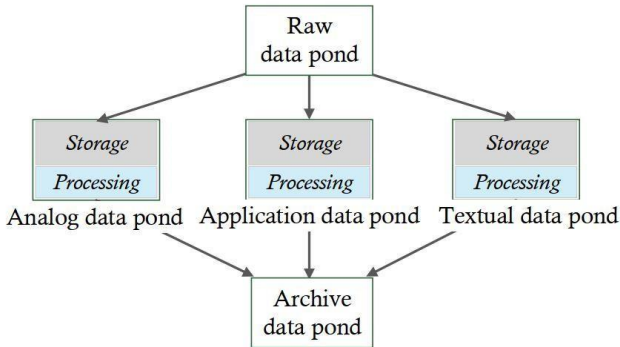 Raw
data pond
Storage
Processing
Analog data pond
Storage
Processing
Application data pond
Storage
Processing
Textual data pond
Archive
data pond